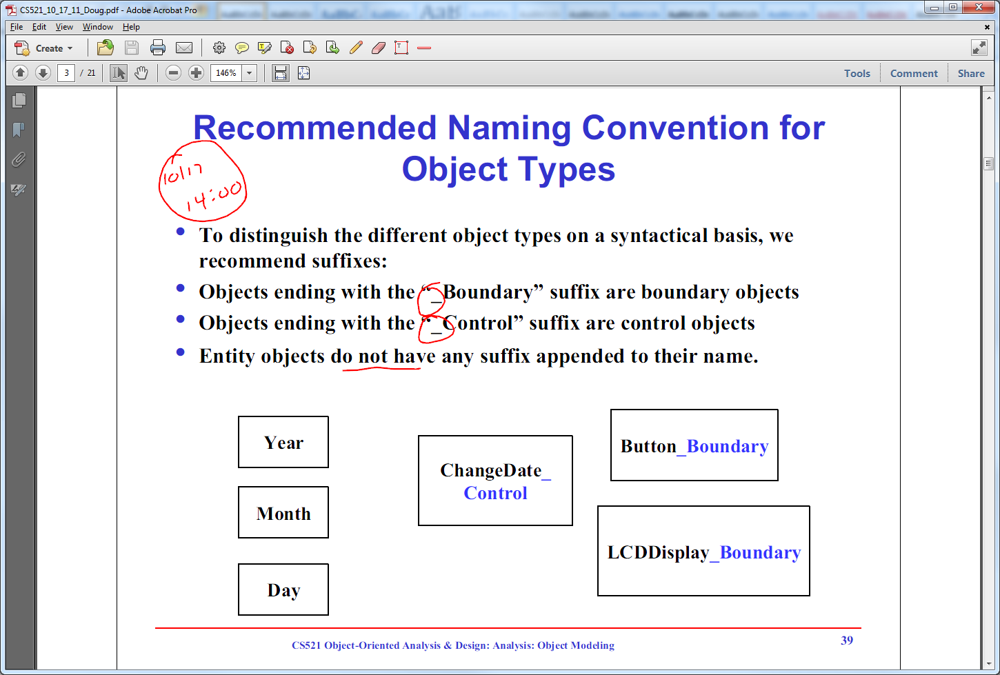 CS521_10_17_11_Doug.pdf - Adobe Acrobat Pro
File Edit View Window Help
Create
3 / 21 146% Tools Comment Share
Recommended Naming Convention for
Object Types
10/17
14:00
• To distinguish the different object types on a syntactical basis, we
recommend suffixes:
• Objects ending with the “_Boundary” suffix are boundary objects
• Objects ending with the “_Control” suffix are control objects
• Entity objects do not have any suffix appended to their name.
Year
Month
Day
ChangeDate_
Control
Button_Boundary
LCDDisplay_Boundary
CS521 Object-Oriented Analysis & Design: Analysis: Object Modeling
39